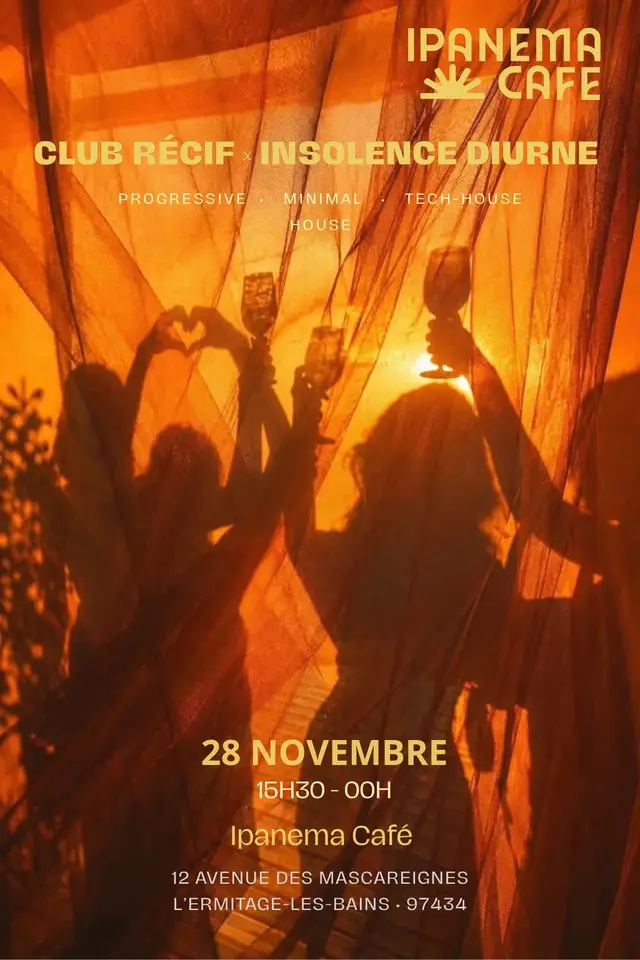 IPANEMA
CAFE
CLUB RÉCIF x INSOLENCE DIURNE
PROGRESSIVE · MINIMAL · TECH-HOUSE
HOUSE
28 NOVEMBRE
15H30 - 00H
Ipanema Café
12 AVENUE DES MASCAREIGNES
L'ERMITAGE-LES-BAINS · 97434